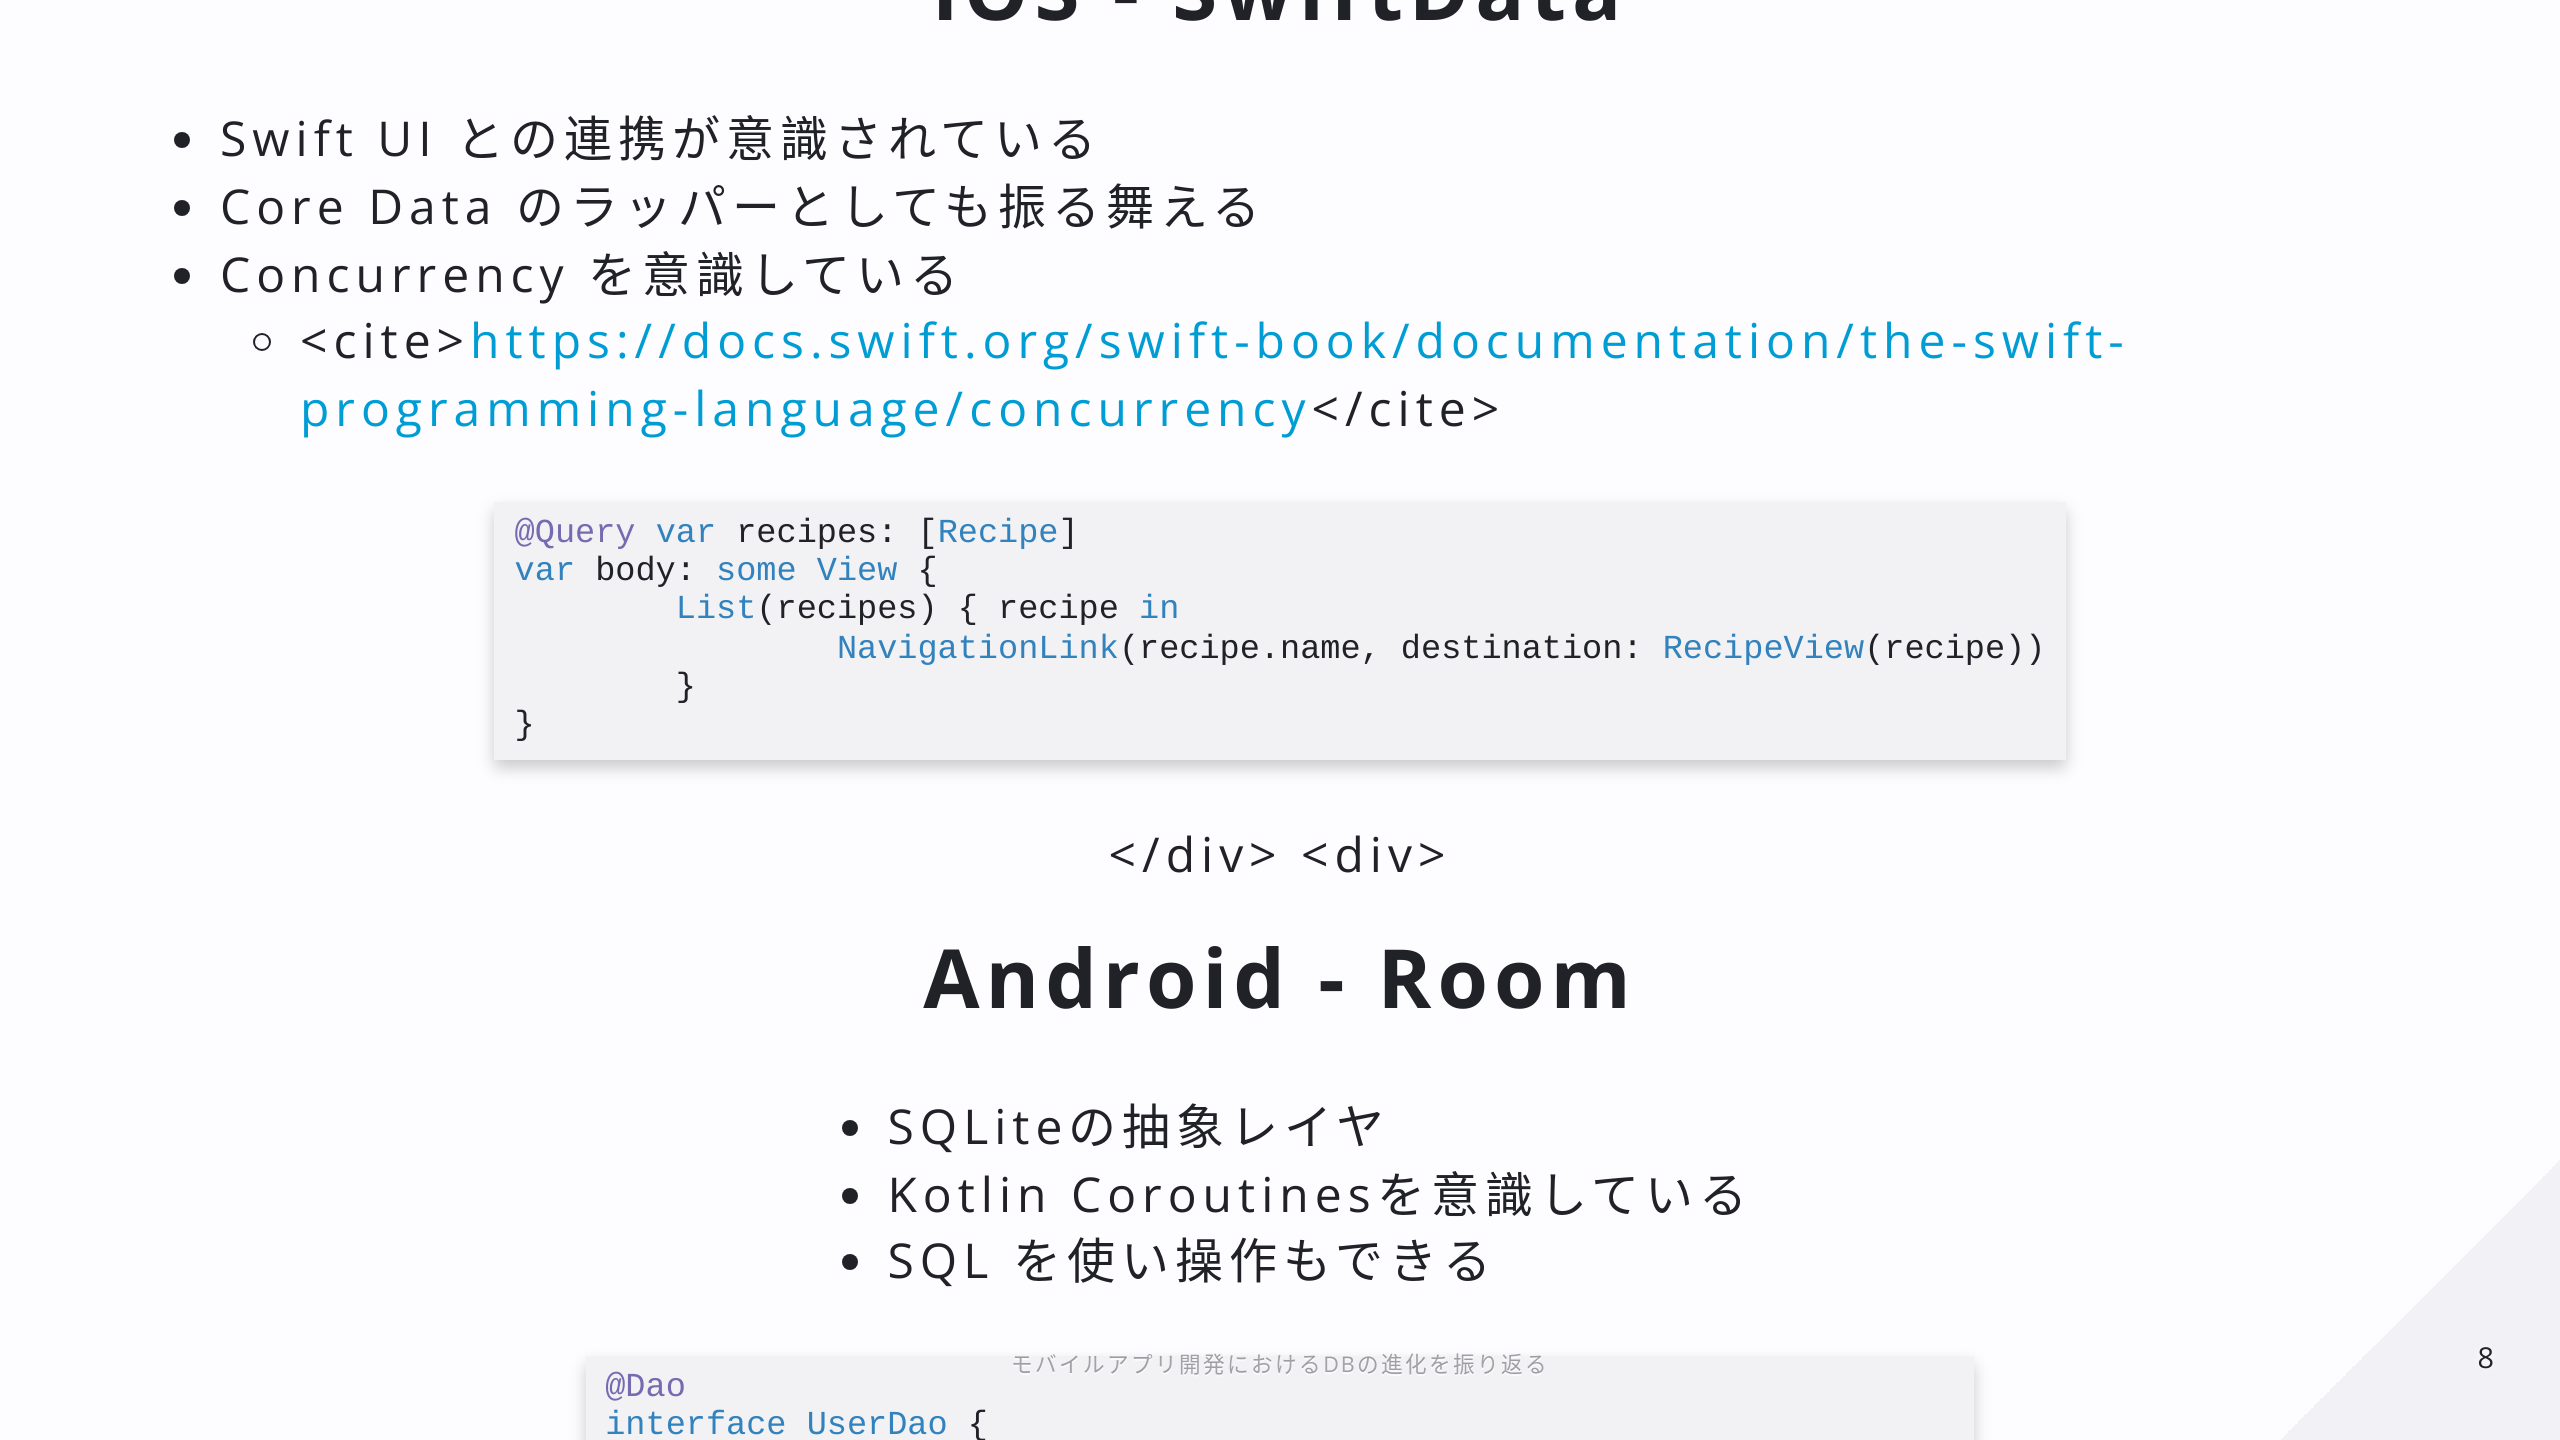 iOS - SwiftData
Swift UI との連携が意識されている
Core Data のラッパーとしても振る舞える
Concurrency を意識している
<cite>https://docs.swift.org/swift-book/documentation/the-swift-
programming-language/concurrency</cite>
@Query var recipes: [Recipe]
var body: some View {
        List(recipes) { recipe in
                NavigationLink(recipe.name, destination: RecipeView(recipe))
        }
}
</div> <div>
Android - Room
SQLiteの抽象レイヤ
Kotlin Coroutinesを意識している
SQL を使い操作もできる
モバイルアプリ開発におけるDBの進化を振り返る
8
@Dao
interface UserDao {